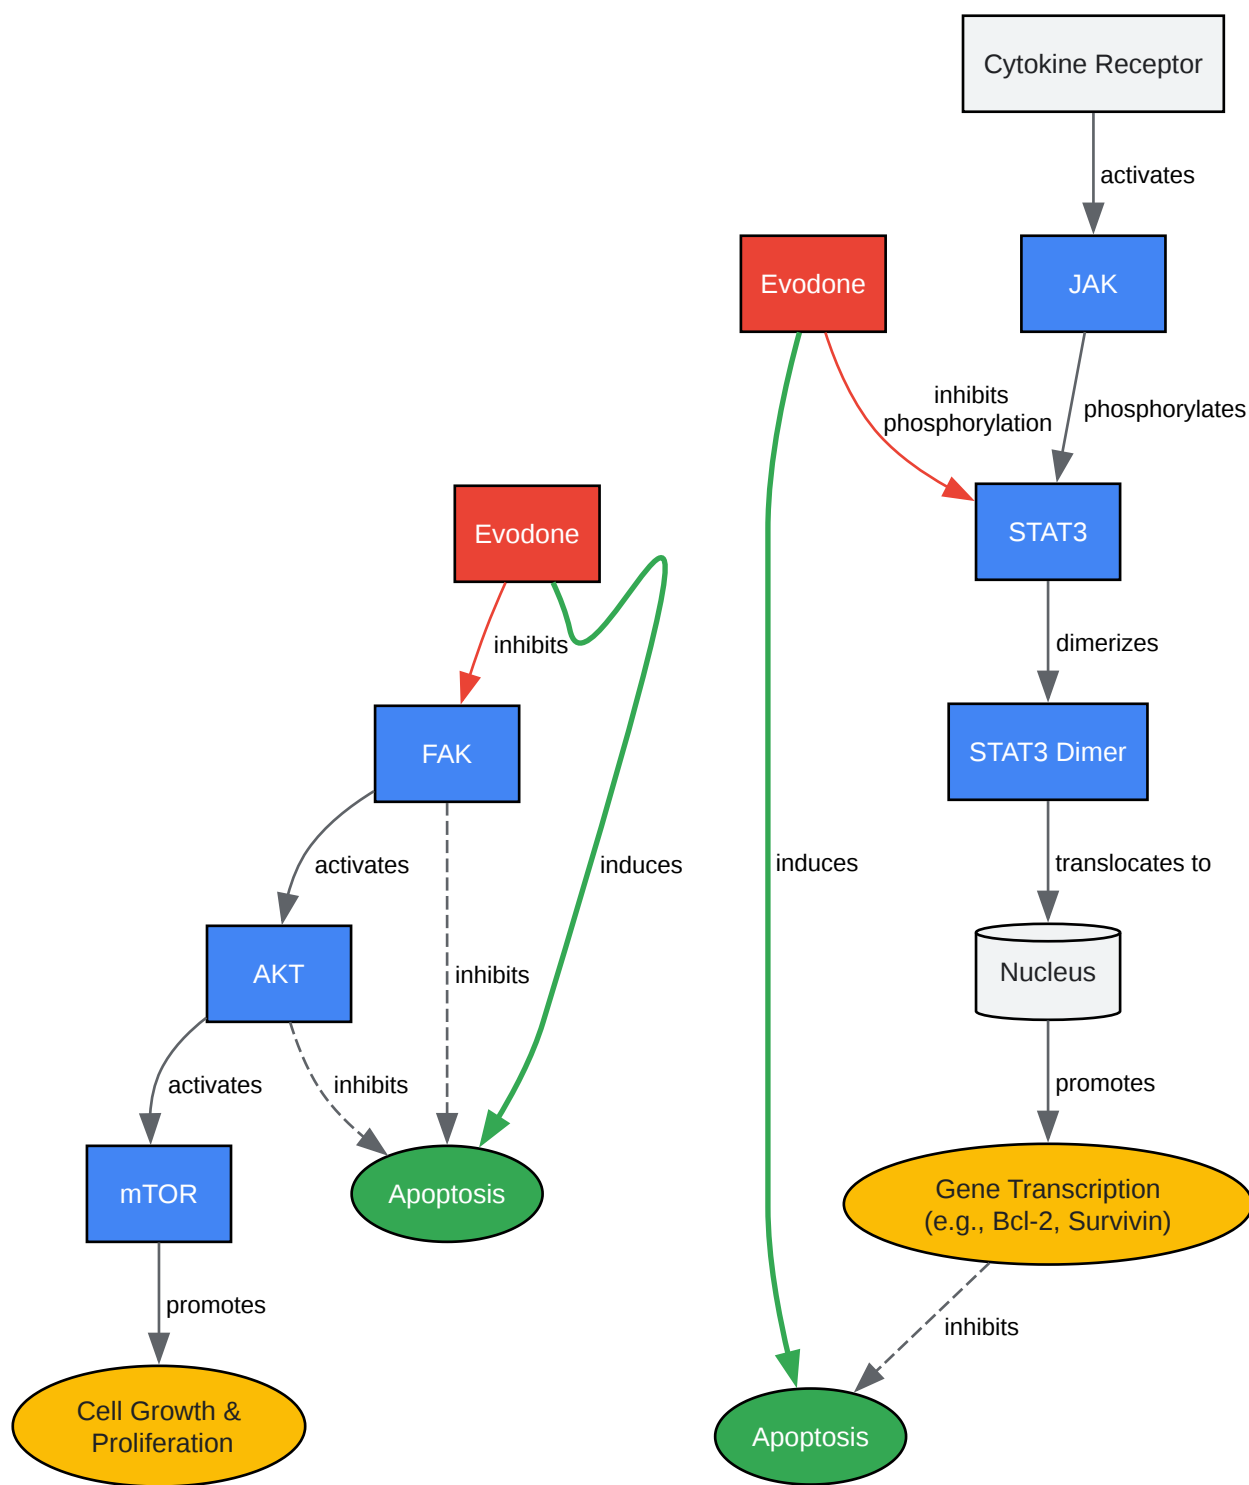 Cytokine Receptor
activates
Evodone
JAK
inhibits
phosphorylation
phosphorylates
Evodone
STAT3
inhibits
dimerizes
FAK
STAT3 Dimer
activates
induces
induces
translocates to
AKT
inhibits
Nucleus
activates
inhibits
promotes
mTOR
Apoptosis
Gene Transcription
(e.g., Bcl-2, Survivin)
promotes
inhibits
Cell Growth &
Proliferation
Apoptosis